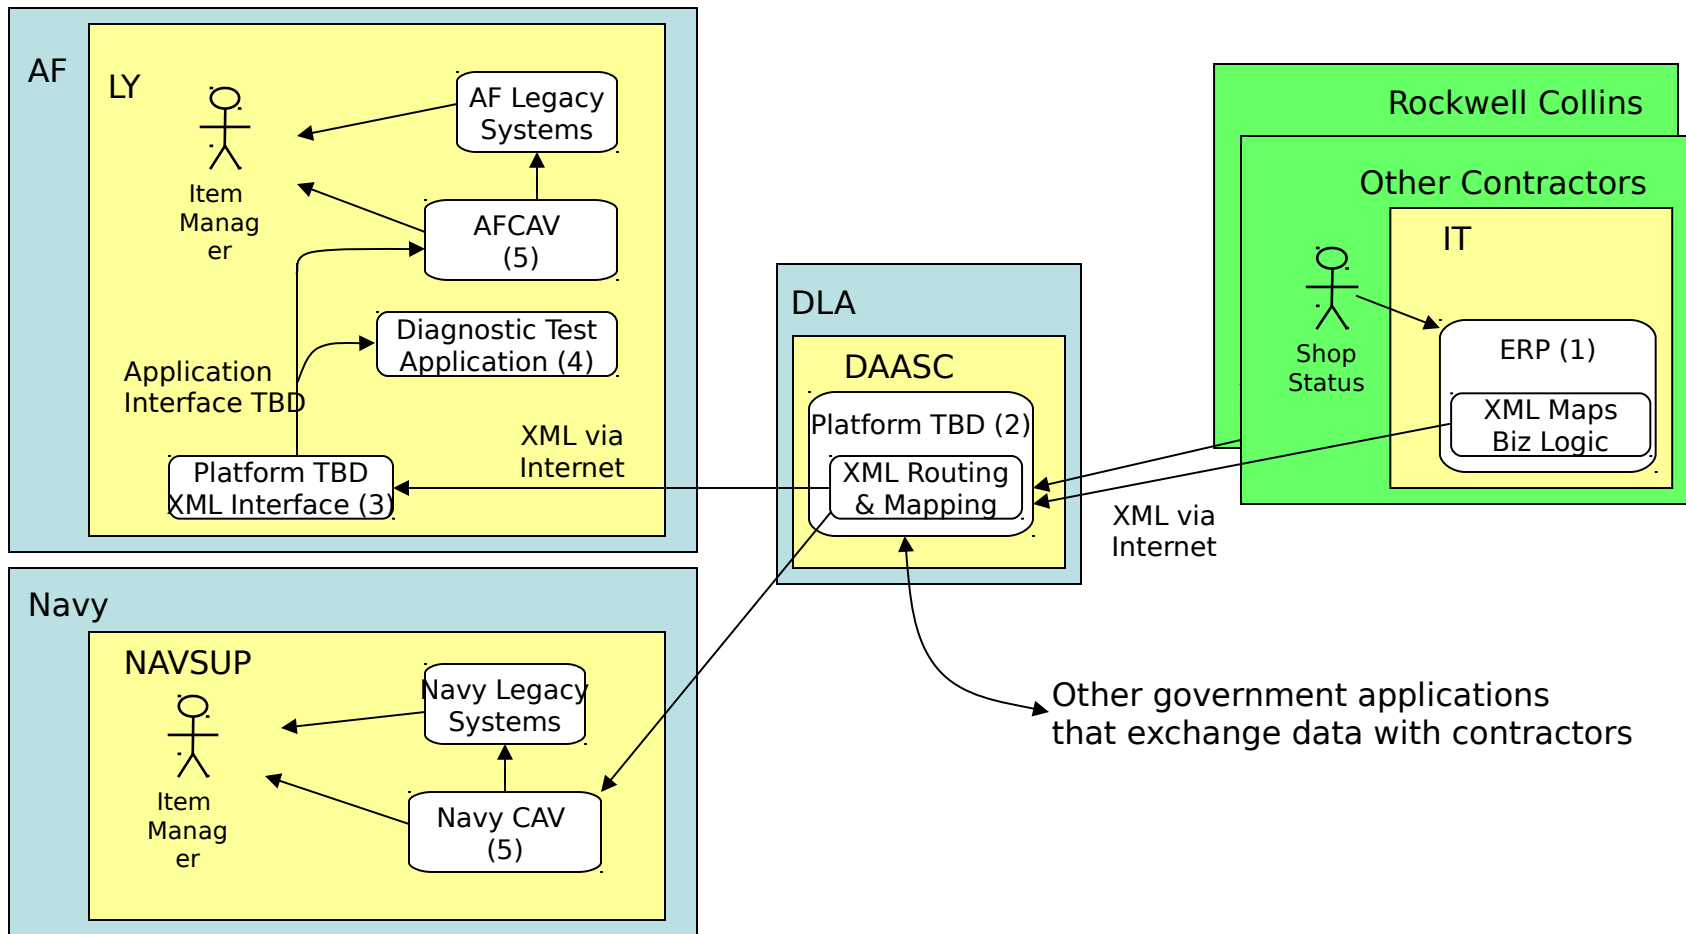 AF
LY
Item
Manag
er
AF Legacy
Systems
AFCAV
(5)
Diagnostic Test
Application (4)
Application
Interface TBD
Platform TBD
XML Interface (3)
XML via
Internet
DLA
DAASC
Platform TBD (2)
XML Routing
& Mapping
Rockwell Collins
Other Contractors
IT
Shop
Status
ERP (1)
XML Maps
Biz Logic
XML via
Internet
Navy
NAVSUP
Item
Manag
er
Navy Legacy
Systems
Navy CAV
(5)
Other government applications
that exchange data with contractors